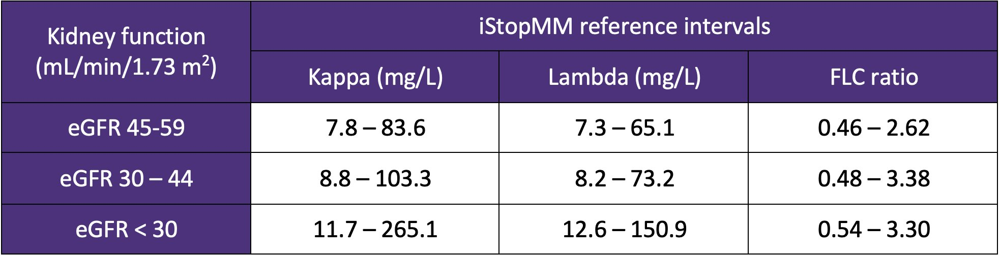 Kidney function
(mL/min/1.73 m²)
iStopMM reference intervals
Kappa (mg/L)
Lambda (mg/L)
FLC ratio
eGFR 45-59
7.8 – 83.6
7.3 – 65.1
0.46 – 2.62
eGFR 30 – 44
8.8 – 103.3
8.2 – 73.2
0.48 – 3.38
eGFR < 30
11.7 – 265.1
12.6 – 150.9
0.54 – 3.30